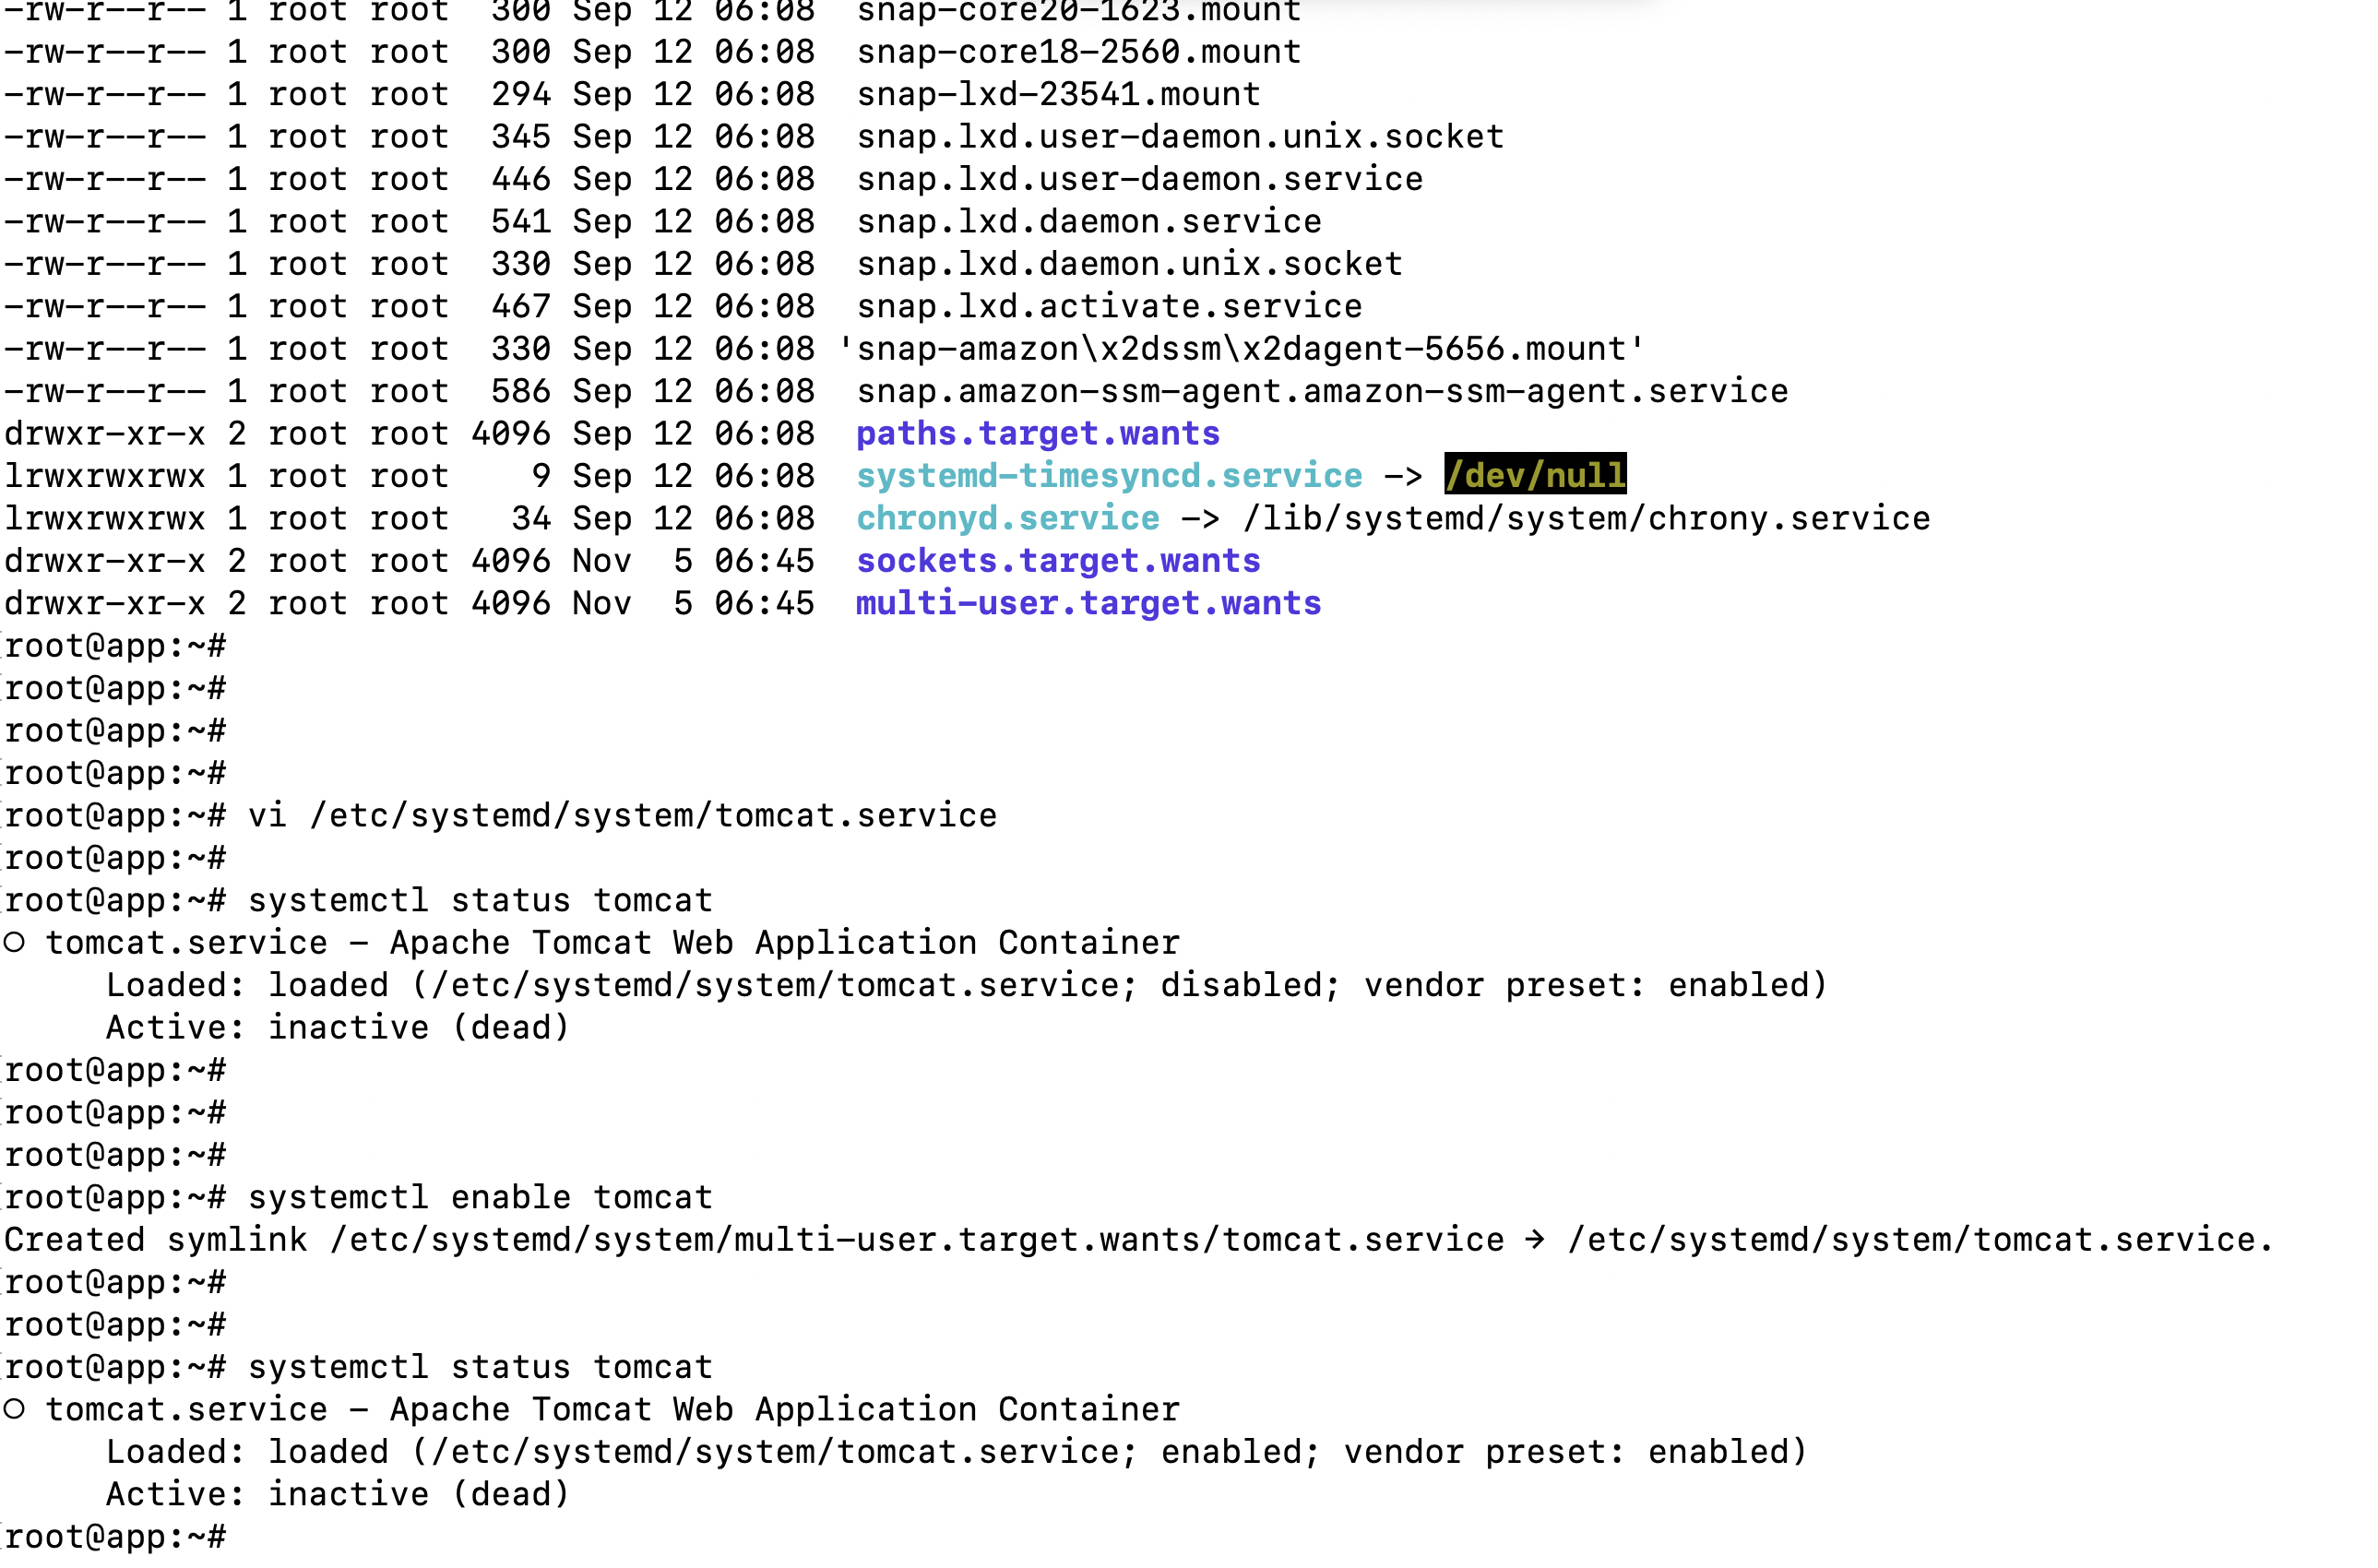 -rw-r--r-- 1 root root  300 Sep 12 06:08  snap-core20-1623.mount
-rw-r--r-- 1 root root  300 Sep 12 06:08  snap-core18-2560.mount
-rw-r--r-- 1 root root  294 Sep 12 06:08  snap-lxd-23541.mount
-rw-r--r-- 1 root root  345 Sep 12 06:08  snap.lxd.user-daemon.unix.socket
-rw-r--r-- 1 root root  446 Sep 12 06:08  snap.lxd.user-daemon.service
-rw-r--r-- 1 root root  541 Sep 12 06:08  snap.lxd.daemon.service
-rw-r--r-- 1 root root  330 Sep 12 06:08  snap.lxd.daemon.unix.socket
-rw-r--r-- 1 root root  467 Sep 12 06:08  snap.lxd.activate.service
-rw-r--r-- 1 root root  330 Sep 12 06:08 'snap-amazon\x2dssm\x2dagent-5656.mount'
-rw-r--r-- 1 root root  586 Sep 12 06:08  snap.amazon-ssm-agent.amazon-ssm-agent.service
drwxr-xr-x 2 root root 4096 Sep 12 06:08  paths.target.wants
lrwxrwxrwx 1 root root    9 Sep 12 06:08  systemd-timesyncd.service -> /dev/null
lrwxrwxrwx 1 root root   34 Sep 12 06:08  chronyd.service -> /lib/systemd/system/chrony.service
drwxr-xr-x 2 root root 4096 Nov  5 06:45  sockets.target.wants
drwxr-xr-x 2 root root 4096 Nov  5 06:45  multi-user.target.wants
root@app:~#
root@app:~#
root@app:~#
root@app:~#
root@app:~# vi /etc/systemd/system/tomcat.service
root@app:~#
root@app:~# systemctl status tomcat
○ tomcat.service - Apache Tomcat Web Application Container
     Loaded: loaded (/etc/systemd/system/tomcat.service; disabled; vendor preset: enabled)
     Active: inactive (dead)
root@app:~#
root@app:~#
root@app:~#
root@app:~# systemctl enable tomcat
Created symlink /etc/systemd/system/multi-user.target.wants/tomcat.service → /etc/systemd/system/tomcat.service.
root@app:~#
root@app:~#
root@app:~# systemctl status tomcat
○ tomcat.service - Apache Tomcat Web Application Container
     Loaded: loaded (/etc/systemd/system/tomcat.service; enabled; vendor preset: enabled)
     Active: inactive (dead)
root@app:~#